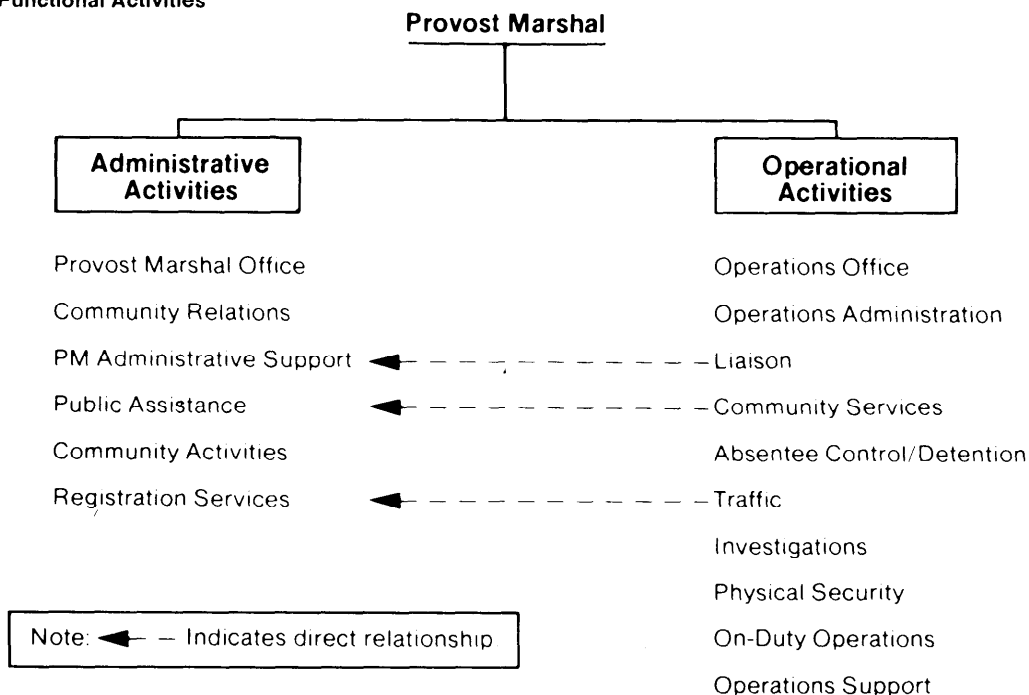 Functional Activities
Provost Marshal
Administrative
Activities
Operational
Activities
Provost Marshal Office
Community Relations
PM Administrative Support
Public Assistance
Community Activities
Registration Services
Operations Office
Operations Administration
Liaison
Community Services
Absentee Control/Detention
Traffic
Investigations
Physical Security
On-Duty Operations
Operations Support
Note: Indicates direct relationship